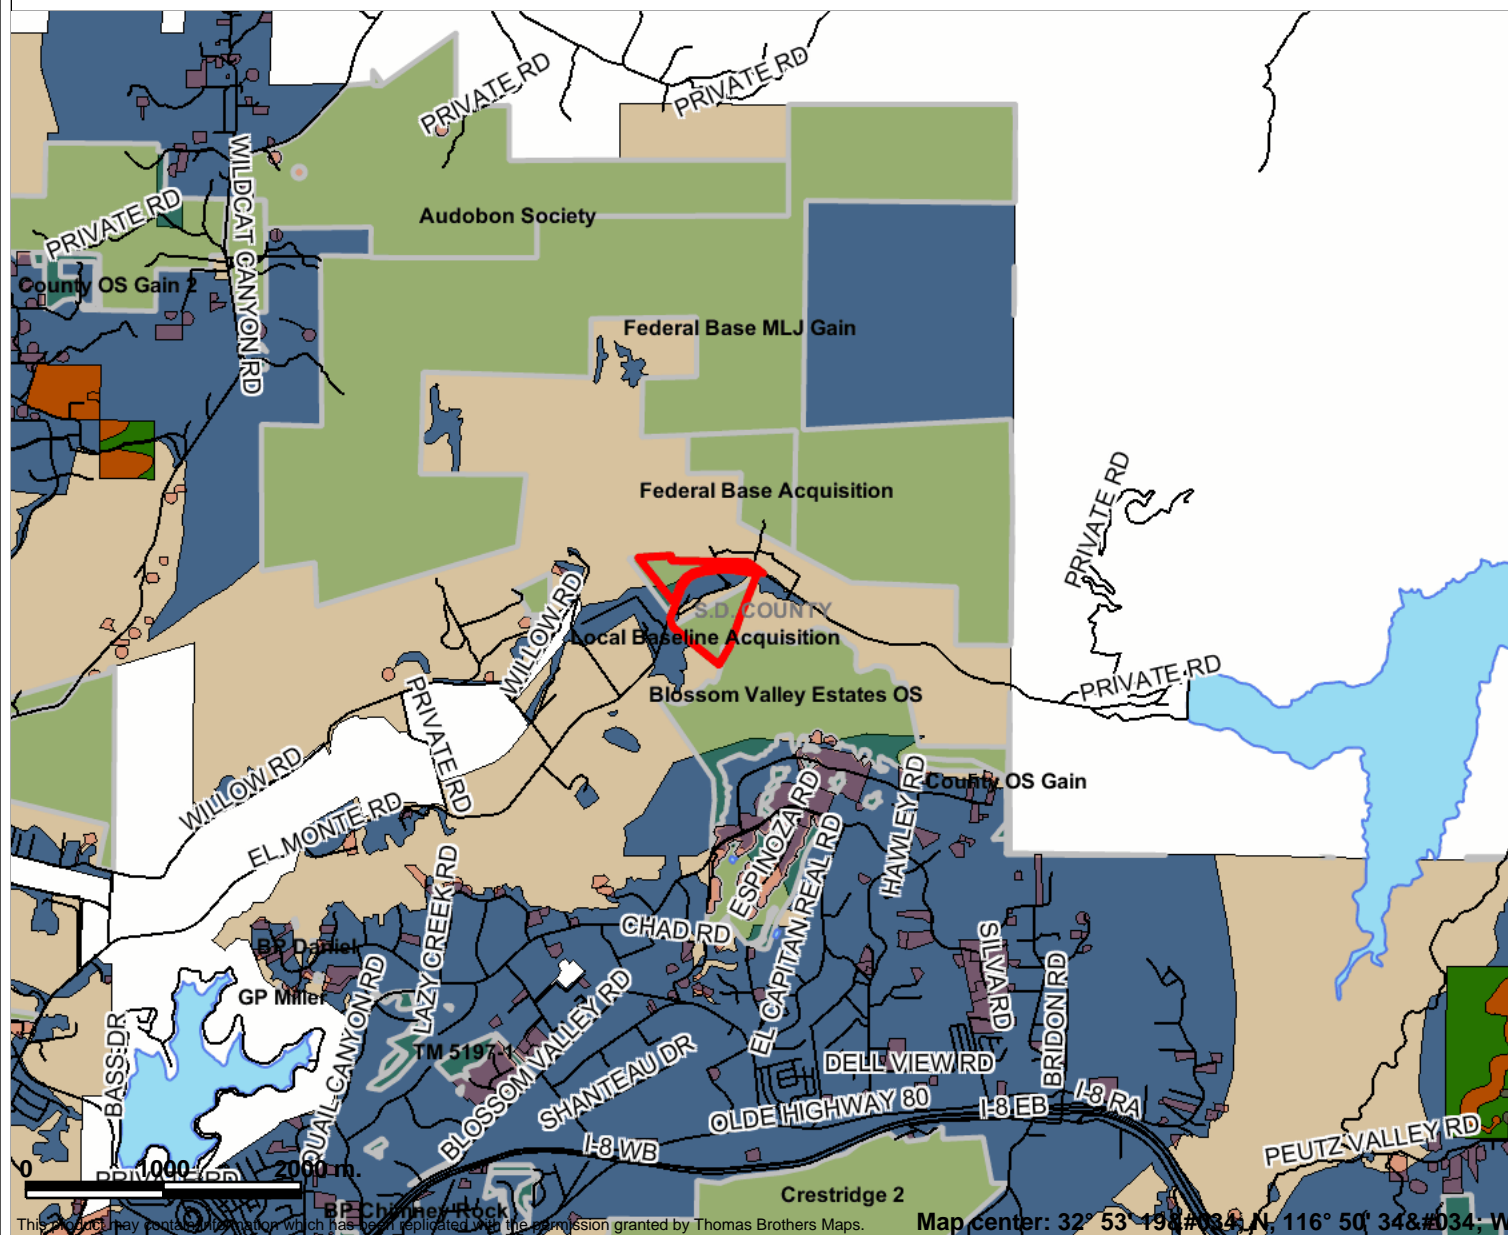 PRIVATE RD
PRIVATE RD
WILDCAT CANYON RD
PRIVATE RD
Audobon Society
County OS Gain 2
Federal Base MLJ Gain
Federal Base Acquisition
PRIVATE RD
WILLOW RD
S.D. COUNTY
Local Baseline Acquisition
PRIVATE RD
Blossom Valley Estates OS
PRIVATE RD
WILLOW RD
EL MONTE RD
County OS Gain
ESPINOZA RD
HAWLEY RD
EL CAPITAN REAL RD
LAZY CREEK RD
CHAD RD
BP Daniel
GP Miller
SILVA RD
BRIDON RD
QUAIL CANYON RD
BASS DR
TM 5197-1
BLOSSOM VALLEY RD
SHANTEAU DR
DELL VIEW RD
OLDE HIGHWAY 80
I-8 EB
I-8 RA
I-8 WB
PEUTZ VALLEY RD
0 1000 2000 m.
PRIVATE RD
Crestridge 2
BP Chimney Rock
This product may contain information which has been replicated with the permission granted by Thomas Brothers Maps.
Map center: 32° 53' 19&#034; N, 116° 50' 34&#034; W